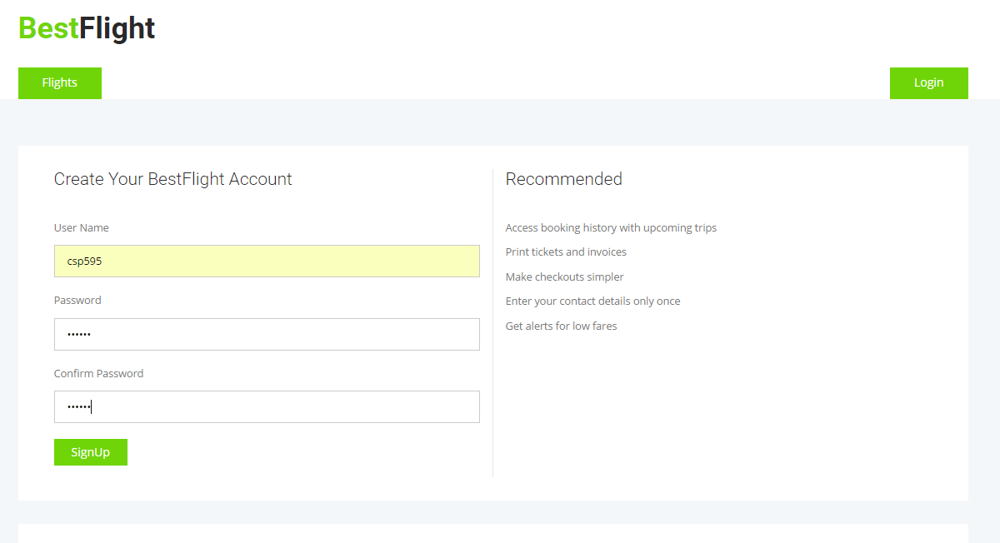 BestFlight
Flights
Login
Create Your BestFlight Account
User Name
csp595
Password
••••••
Confirm Password
••••••
SignUp
Recommended
Access booking history with upcoming trips
Print tickets and invoices
Make checkouts simpler
Enter your contact details only once
Get alerts for low fares